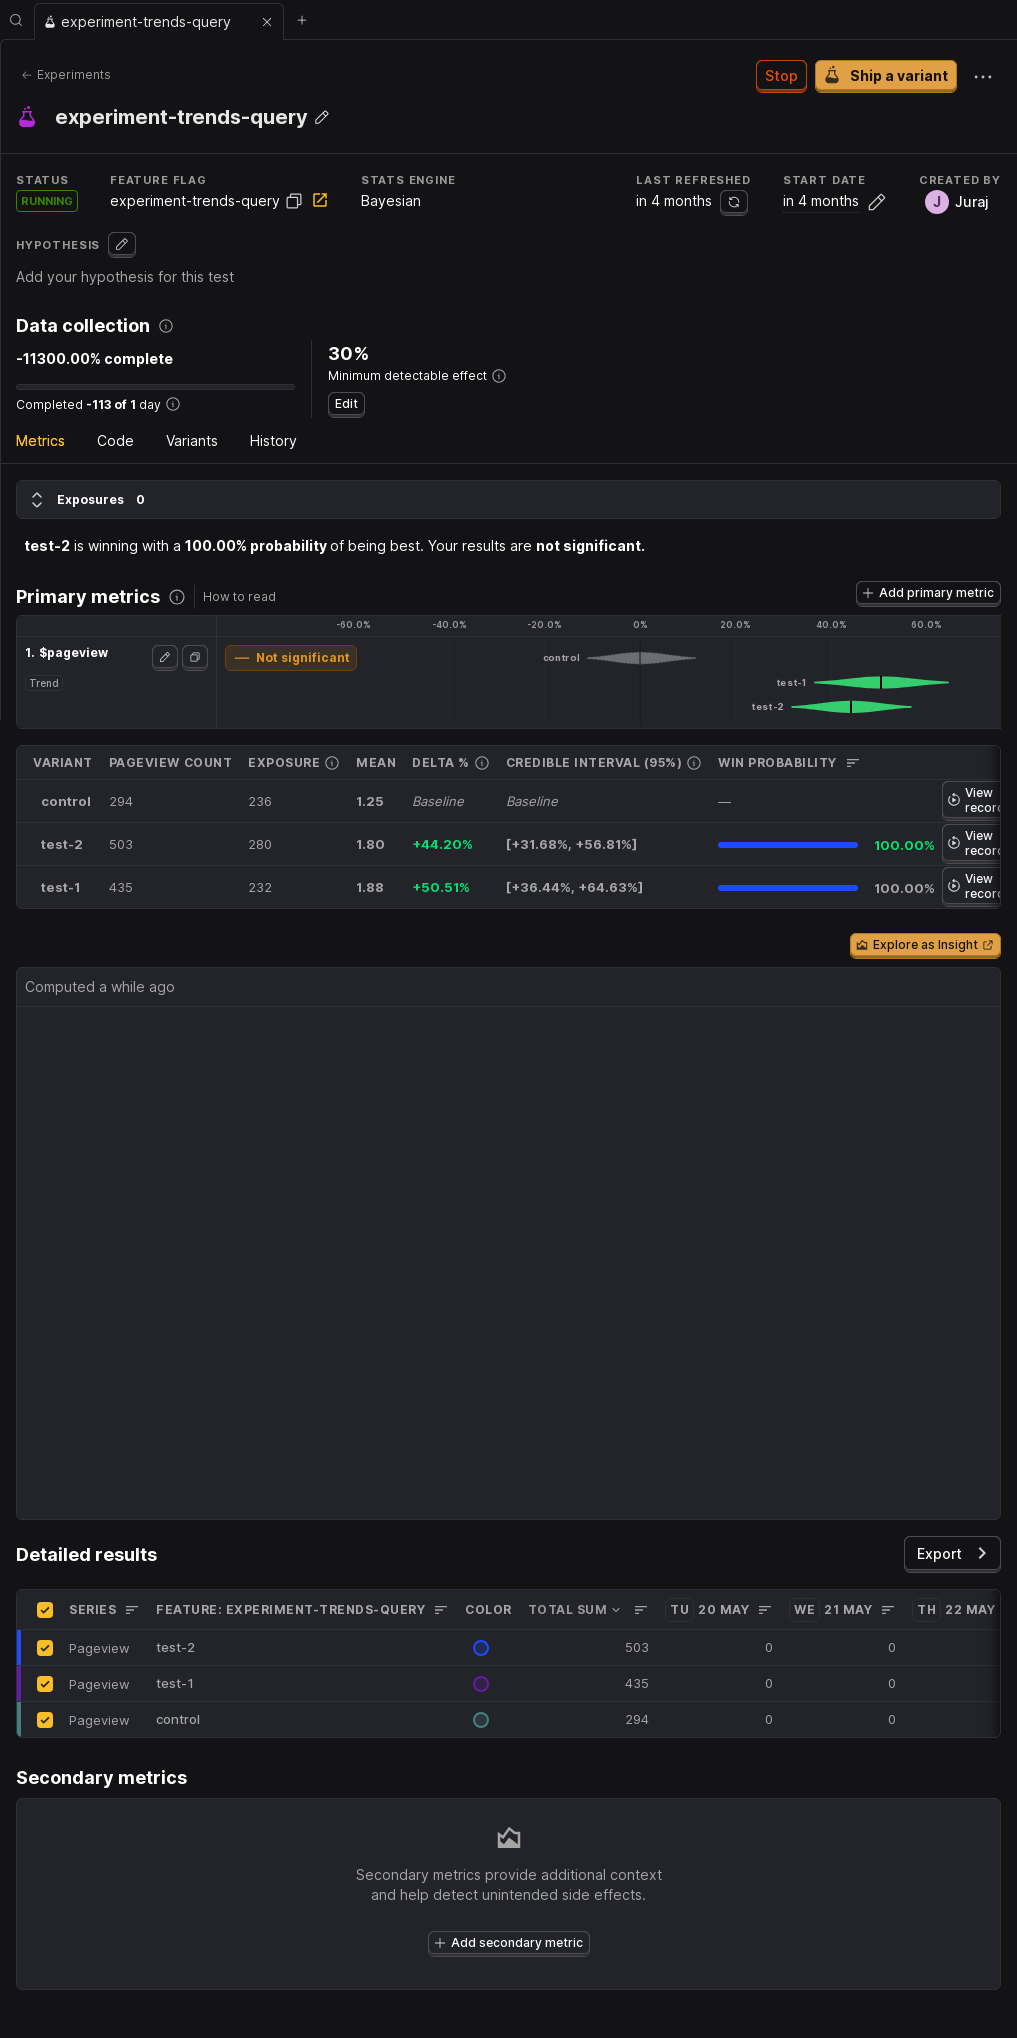 experiment-trends-query
Experiments
Stop
Ship a variant
experiment-trends-query
STATUS
FEATURE FLAG
STATS ENGINE
LAST REFRESHED
START DATE
CREATED BY
RUNNING
experiment-trends-query
Bayesian
in 4 months
in 4 months
J Juraj
HYPOTHESIS
Add your hypothesis for this test
Data collection
-11300.00% complete
Completed -113 of 1 day
30%
Minimum detectable effect
Edit
Metrics Code Variants History
Exposures 0
test-2 is winning with a 100.00% probability of being best. Your results are not significant.
Primary metrics
How to read
Add primary metric
-60.0% -40.0% -20.0% 0% 20.0% 40.0% 60.0%
1. $pageview
Trend
— Not significant
control
test-1
test-2
VARIANT PAGEVIEW COUNT EXPOSURE MEAN DELTA % CREDIBLE INTERVAL (95%) WIN PROBABILITY
control 294 236 1.25 Baseline Baseline — View recorc
test-2 503 280 1.80 +44.20% [+31.68%, +56.81%] 100.00% View recorc
test-1 435 232 1.88 +50.51% [+36.44%, +64.63%] 100.00% View recorc
Explore as Insight
Computed a while ago
Detailed results
Export
SERIES FEATURE: EXPERIMENT-TRENDS-QUERY COLOR TOTAL SUM TU 20 MAY WE 21 MAY TH 22 MAY
Pageview test-2 503 0 0
Pageview test-1 435 0 0
Pageview control 294 0 0
Secondary metrics
Secondary metrics provide additional context
and help detect unintended side effects.
Add secondary metric